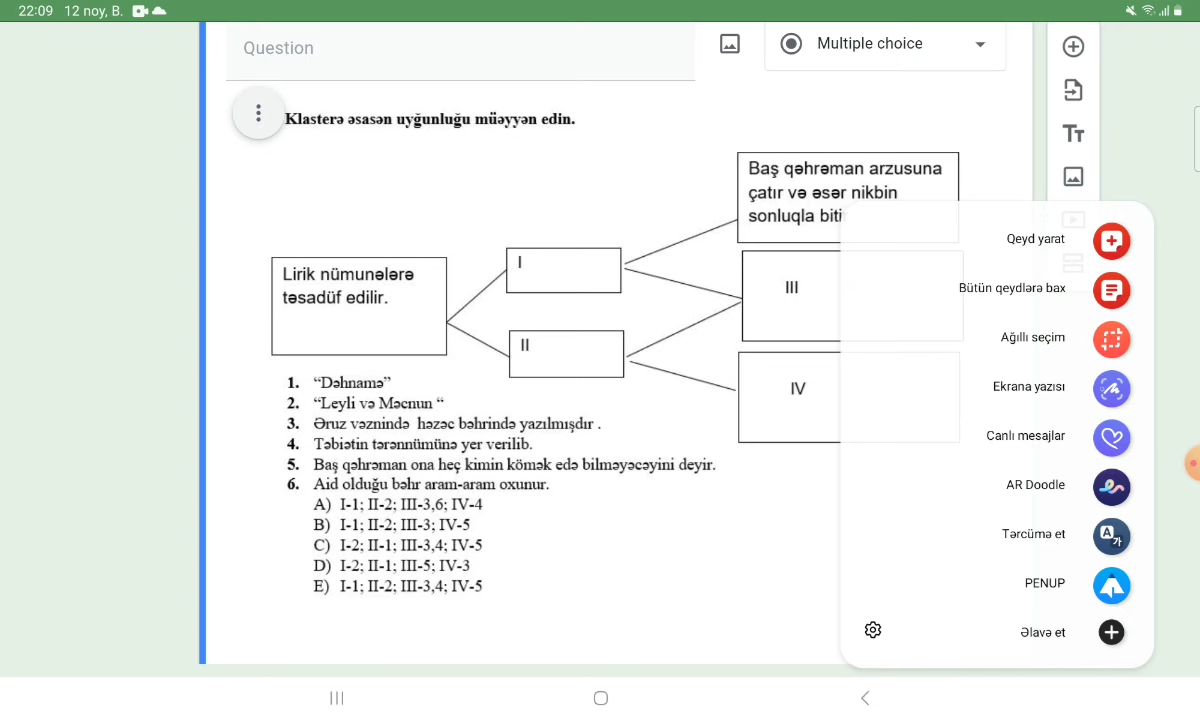 22:09 12 noy, B.
Question
Multiple choice
Klasterə əsasən uyğunluğu müəyyən edin.
Baş qəhrəman arzusuna
çatır və əsər nikbin
sonluqla biti
Lirik nümunələrə
təsadüf edilir.
I
II
III
IV
1. “Dəhnamə”
2. “Leyli və Məcnun “
3. Əruz vəznində həzəc bəhrində yazılmışdır .
4. Təbiətin tərənnümünə yer verilib.
5. Baş qəhrəman ona heç kimin kömək edə bilməyəcəyini deyir.
6. Aid olduğu bəhr aram-aram oxunur.
A) I-1; II-2; III-3,6; IV-4
B) I-1; II-2; III-3; IV-5
C) I-2; II-1; III-3,4; IV-5
D) I-2; II-1; III-5; IV-3
E) I-1; II-2; III-3,4; IV-5
Tт
Qeyd yarat
Bütün qeydlərə bax
Ağıllı seçim
Ekrana yazısı
Canlı mesajlar
AR Doodle
Tərcümə et
PENUP
Əlavə et